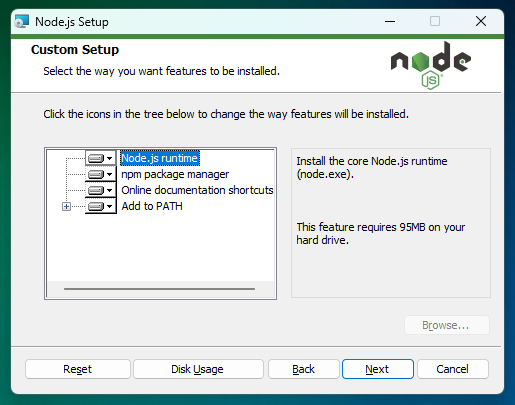 Node.js Setup
Custom Setup
Select the way you want features to be installed.
node
JS
Click the icons in the tree below to change the way features will be installed.
Node.js runtime
npm package manager
Online documentation shortcuts
Add to PATH
Install the core Node.js runtime
(node.exe).
This feature requires 95MB on your
hard drive.
Browse...
Reset
Disk Usage
Back
Next
Cancel